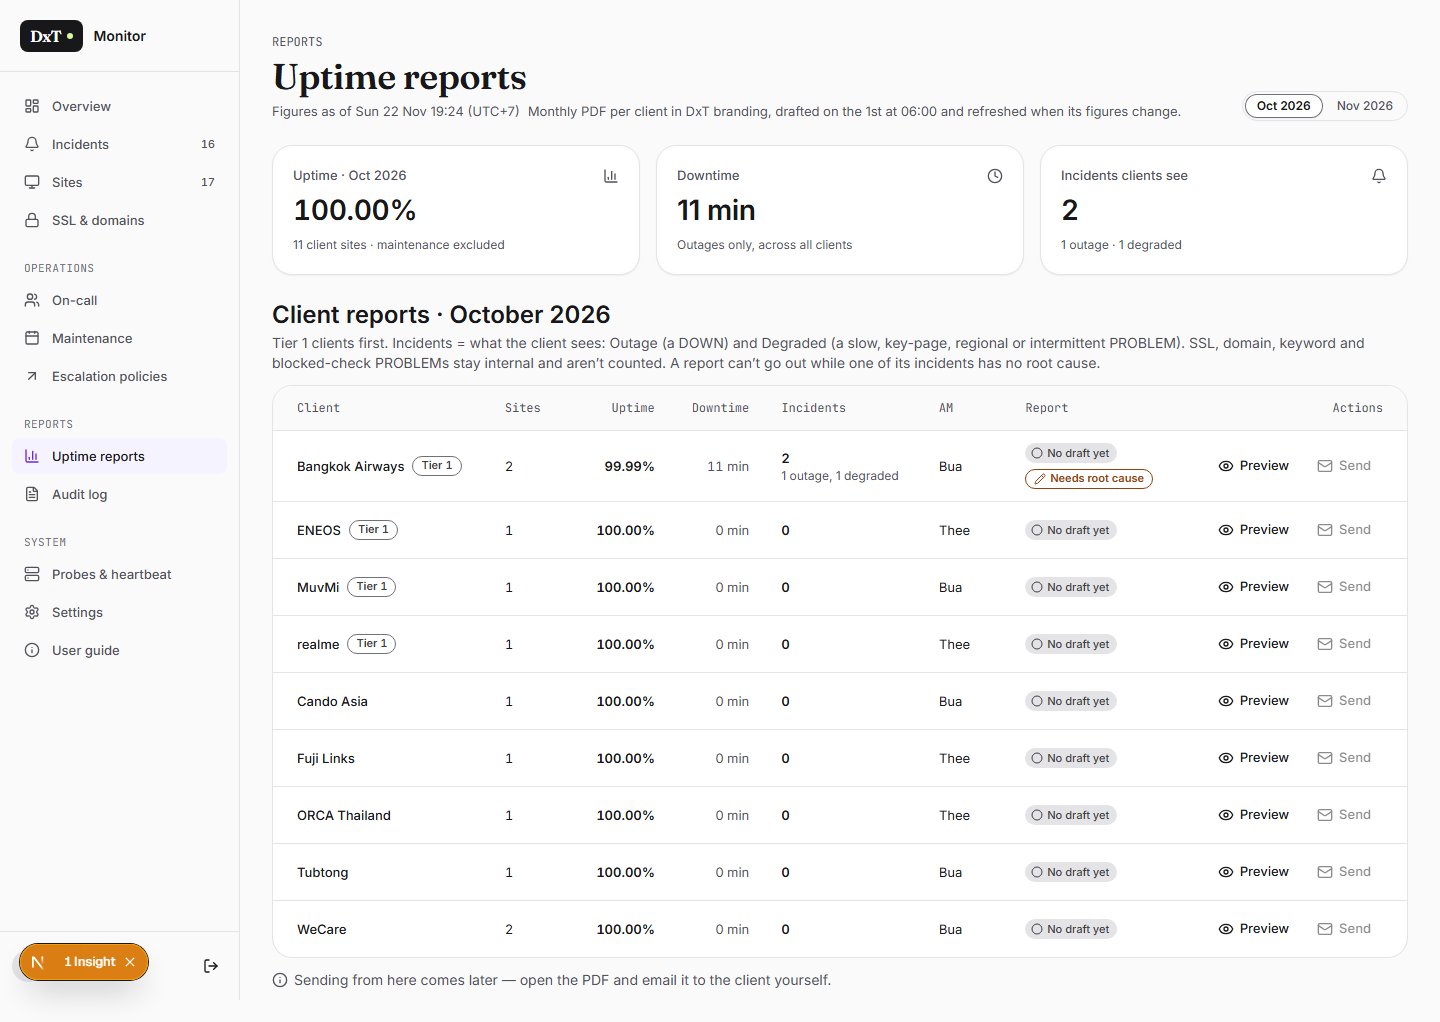 DxT Monitor
Overview
Incidents 16
Sites 17
SSL & domains
OPERATIONS
On-call
Maintenance
Escalation policies
REPORTS
Uptime reports
Audit log
SYSTEM
Probes & heartbeat
Settings
User guide
1 Insight
REPORTS
Uptime reports
Figures as of Sun 22 Nov 19:24 (UTC+7) Monthly PDF per client in DxT branding, drafted on the 1st at 06:00 and refreshed when its figures change.
Oct 2026 Nov 2026
Uptime · Oct 2026
100.00%
11 client sites · maintenance excluded
Downtime
11 min
Outages only, across all clients
Incidents clients see
2
1 outage · 1 degraded
Client reports · October 2026
Tier 1 clients first. Incidents = what the client sees: Outage (a DOWN) and Degraded (a slow, key-page, regional or intermittent PROBLEM). SSL, domain, keyword and
blocked-check PROBLEMs stay internal and aren’t counted. A report can’t go out while one of its incidents has no root cause.
Client Sites Uptime Downtime Incidents AM Report Actions
Bangkok Airways Tier 1 2 99.99% 11 min 2 1 outage, 1 degraded Bua No draft yet Needs root cause Preview Send
ENEOS Tier 1 1 100.00% 0 min 0 Thee No draft yet Preview Send
MuvMi Tier 1 1 100.00% 0 min 0 Bua No draft yet Preview Send
realme Tier 1 1 100.00% 0 min 0 Thee No draft yet Preview Send
Cando Asia 1 100.00% 0 min 0 Bua No draft yet Preview Send
Fuji Links 1 100.00% 0 min 0 Thee No draft yet Preview Send
ORCA Thailand 1 100.00% 0 min 0 Thee No draft yet Preview Send
Tubtong 1 100.00% 0 min 0 Bua No draft yet Preview Send
WeCare 2 100.00% 0 min 0 Bua No draft yet Preview Send
Sending from here comes later — open the PDF and email it to the client yourself.